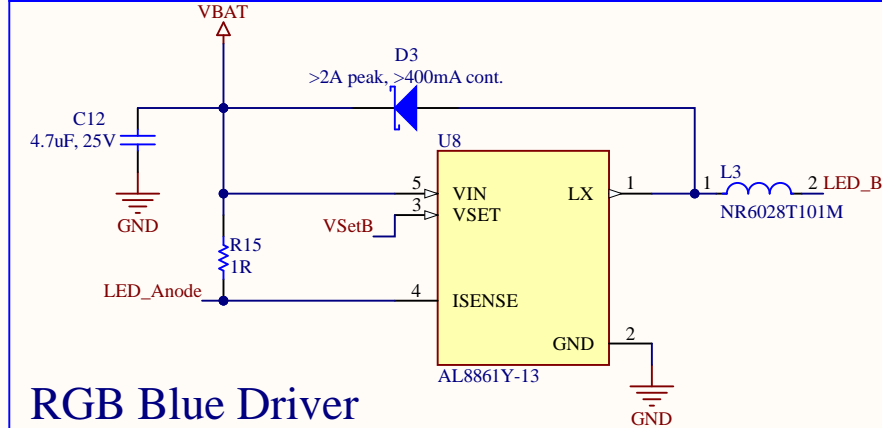 VBAT
D3
>2A peak, >400mA cont.
C12
4.7uF, 25V
GND
U8
5
VIN
LX
1
1
L3
2
LED_B
NR6028T101M
3
VSET
VSetB
R15
1R
LED_Anode
4
ISENSE
GND
2
AL8861Y-13
GND
RGB Blue Driver